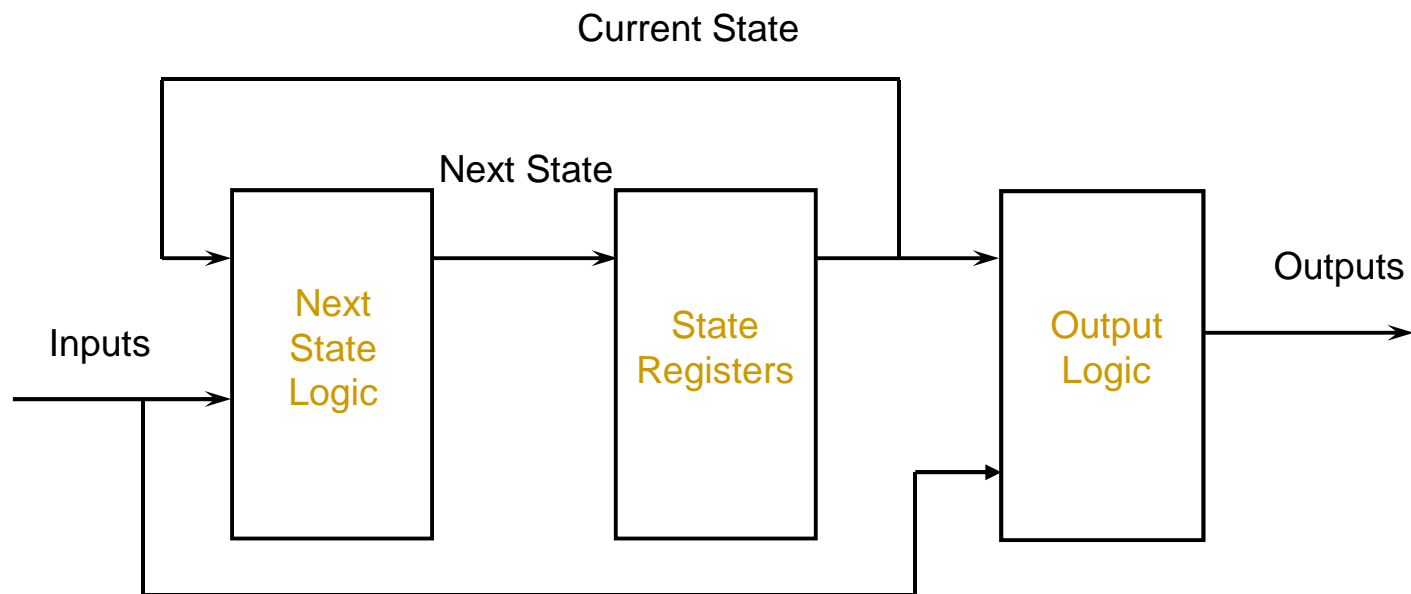 Current State
Next State
Inputs
Next
State
Logic
State
Registers
Output
Logic
Outputs